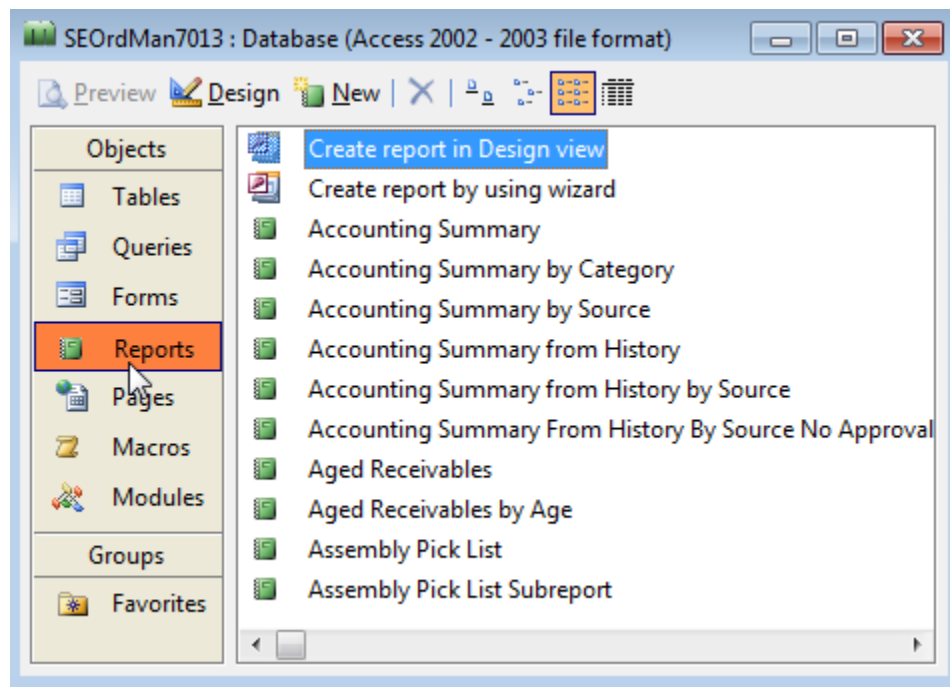 SEOrdMan7013 : Database (Access 2002 - 2003 file format)
Preview Design New
Objects
Tables
Queries
Forms
Reports
Pages
Macros
Modules
Groups
Favorites
Create report in Design view
Create report by using wizard
Accounting Summary
Accounting Summary by Category
Accounting Summary by Source
Accounting Summary from History
Accounting Summary from History by Source
Accounting Summary From History By Source No Approval
Aged Receivables
Aged Receivables by Age
Assembly Pick List
Assembly Pick List Subreport